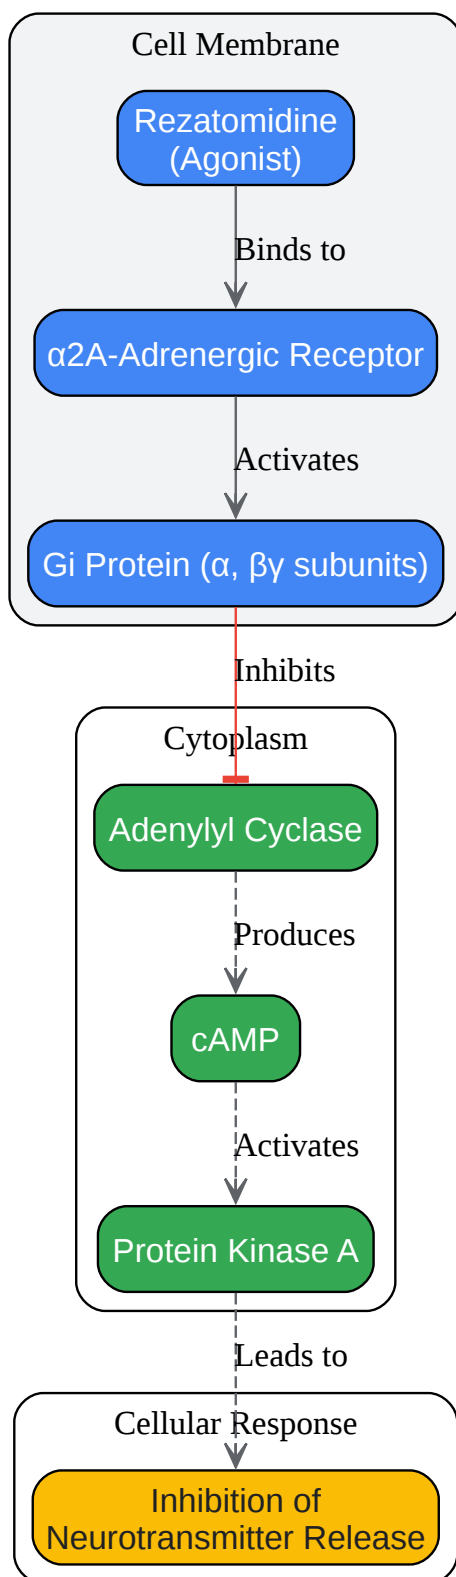 Cell Membrane
Rezatomidine
(Agonist)
Binds to
α2A-Adrenergic Receptor
Activates
Gi Protein (α, βγ subunits)
Inhibits
Cytoplasm
Adenylyl Cyclase
Produces
cAMP
Activates
Protein Kinase A
Leads to
Cellular Response
Inhibition of
Neurotransmitter Release